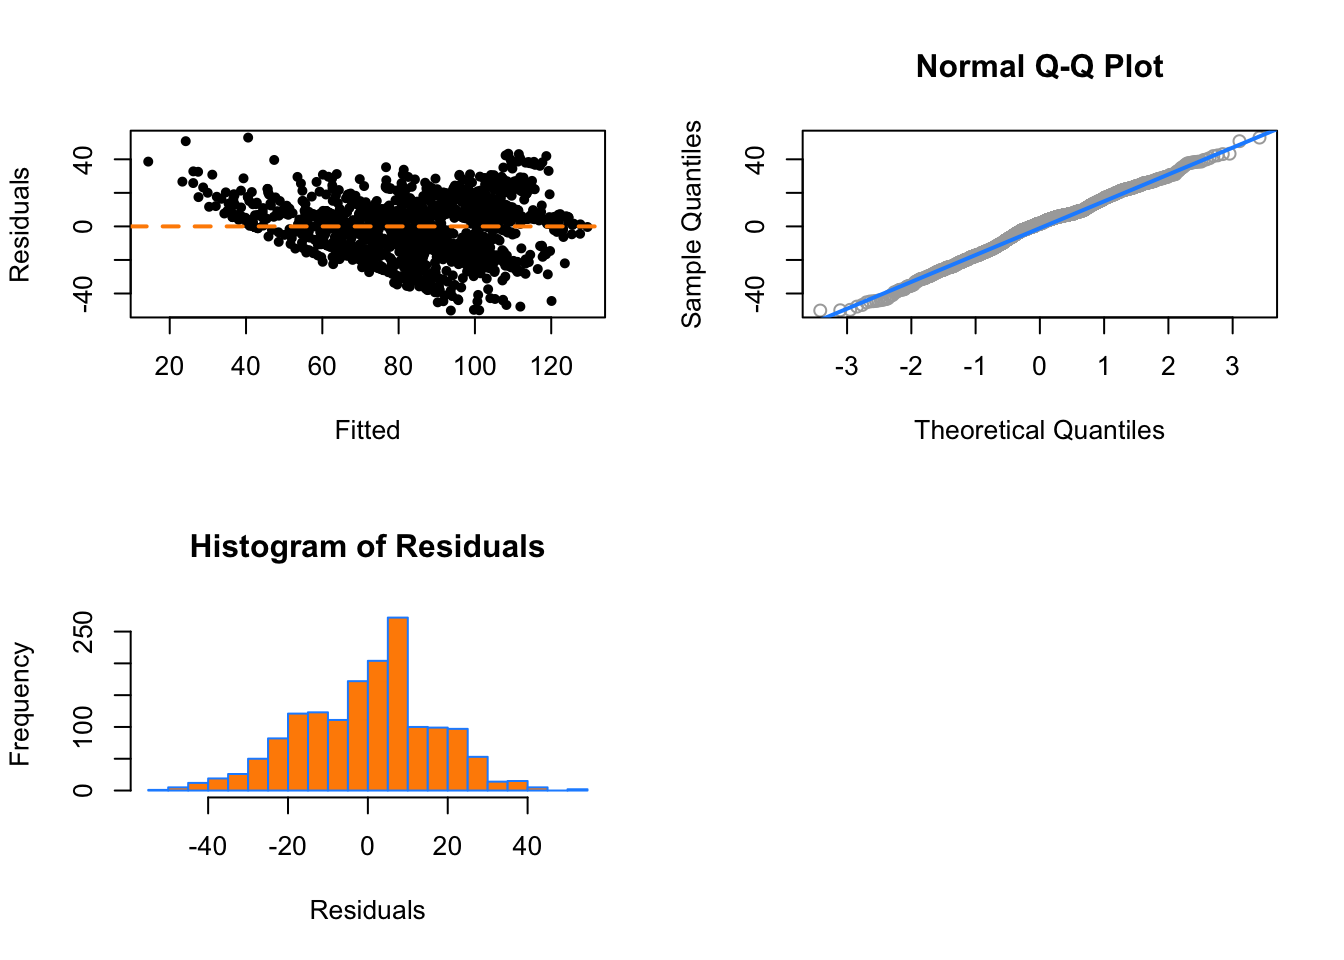 Residuals
40
0
-40
20 40 60 80 100 120
Fitted
Normal Q-Q Plot
Sample Quantiles
40
0
-40
-3 -2 -1 0 1 2 3
Theoretical Quantiles
Histogram of Residuals
Frequency
250
100
0
-40 -20 0 20 40
Residuals